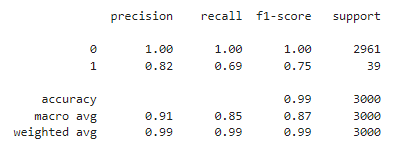 precision recall f1-score support
0 1.00 1.00 1.00 2961
1 0.82 0.69 0.75 39
accuracy 0.99 3000
macro avg 0.91 0.85 0.87 3000
weighted avg 0.99 0.99 0.99 3000